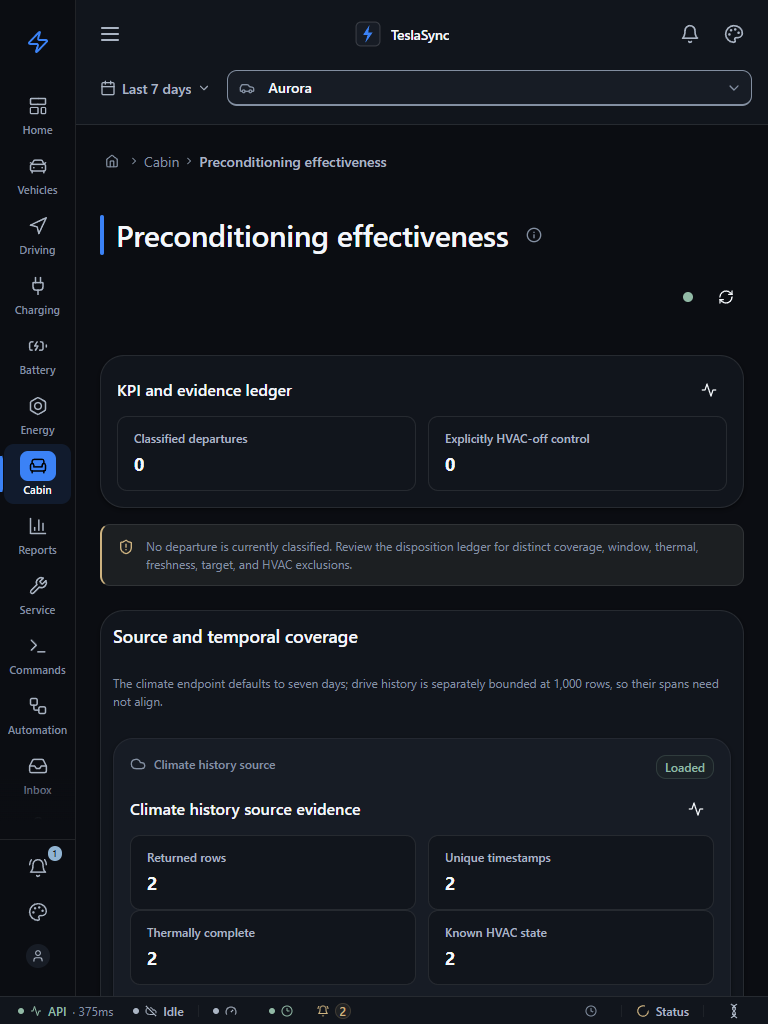 TeslaSync
Last 7 days
Aurora
Home
Vehicles
Driving
Charging
Battery
Energy
Cabin
Reports
Service
Commands
Automation
Inbox
1
Cabin
Preconditioning effectiveness
Preconditioning effectiveness
KPI and evidence ledger
Classified departures
0
Explicitly HVAC-off control
0
No departure is currently classified. Review the disposition ledger for distinct coverage, window, thermal,
freshness, target, and HVAC exclusions.
Source and temporal coverage
The climate endpoint defaults to seven days; drive history is separately bounded at 1,000 rows, so their spans need
not align.
Climate history source
Loaded
Climate history source evidence
Returned rows
2
Unique timestamps
2
Thermally complete
2
Known HVAC state
2
API · 375ms
Idle
2
Status